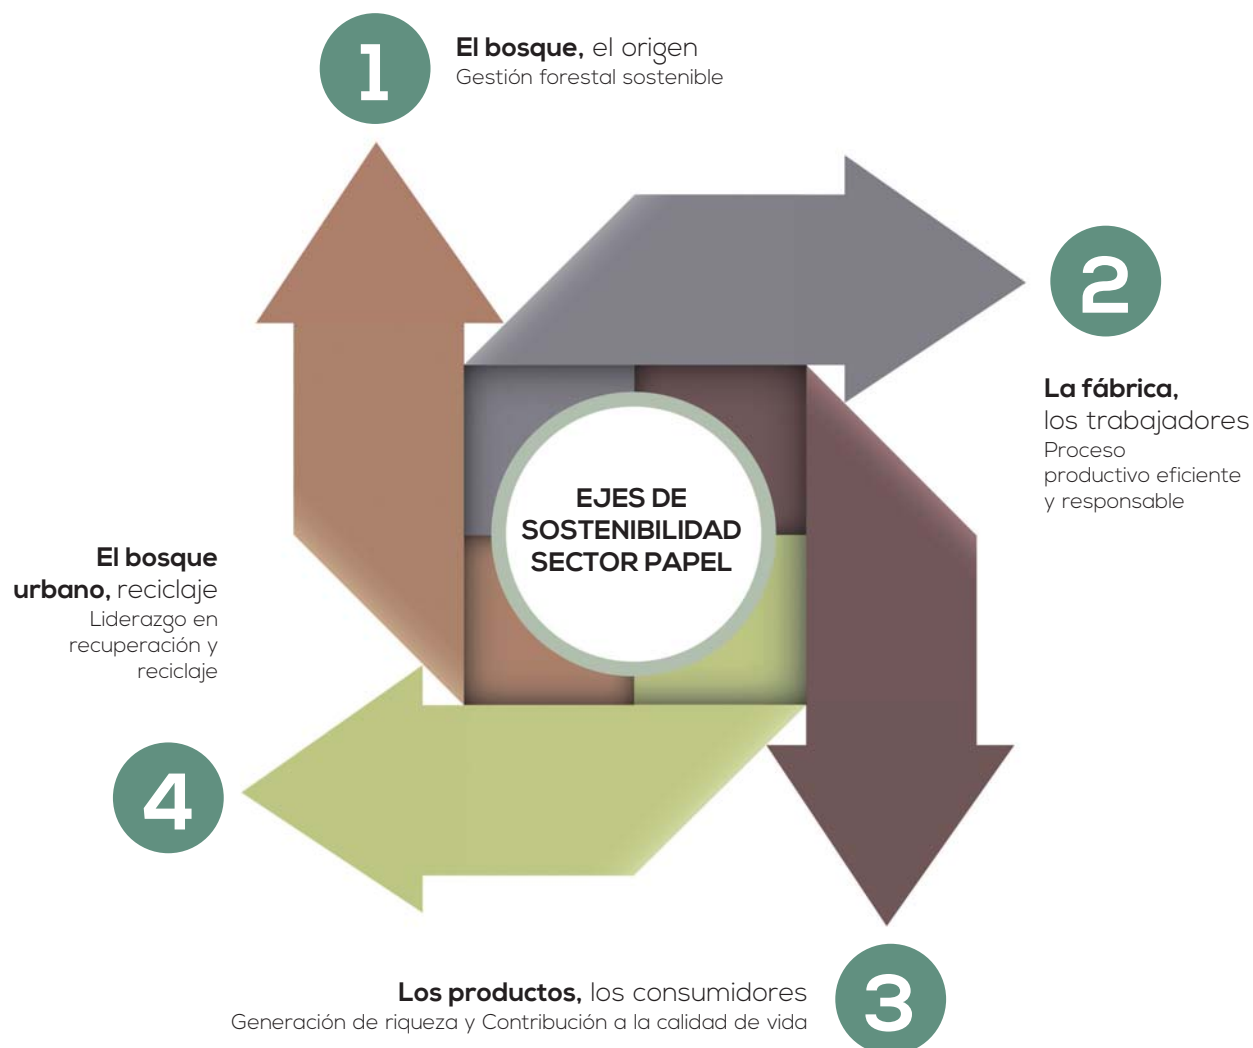 1
El bosque, el origen
Gestión forestal sostenible
2
La fábrica,
los trabajadores
Proceso
productivo eficiente
y responsable
EJES DE
SOSTENIBILIDAD
SECTOR PAPEL
El bosque
urbano, reciclaje
Liderazgo en
recuperación y
reciclaje
4
Los productos, los consumidores
Generación de riqueza y Contribución a la calidad de vida
3